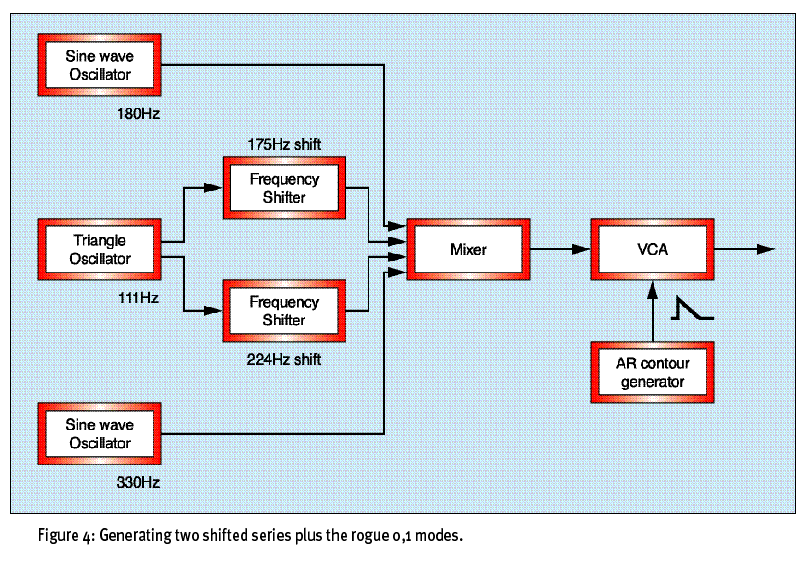 Sine wave
Oscillator
180Hz
175Hz shift
Frequency
Shifter
Triangle
Oscillator
111Hz
Mixer
VCA
Frequency
Shifter
224Hz shift
AR contour
generator
Sine wave
Oscillator
330Hz
Figure 4: Generating two shifted series plus the rogue 0,1 modes.